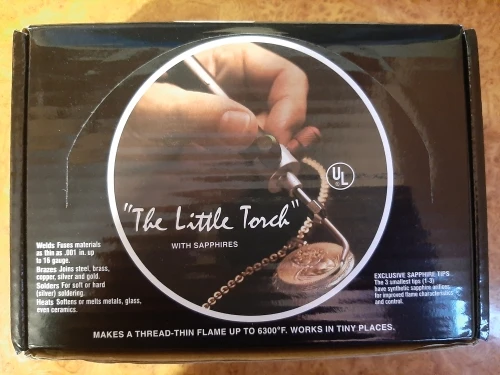 UL
"The Little Torch"
WITH SAPPHIRES
Welds Fuses materials
as thin as .001 in. up
to 16 gauge.
Brazes Joins steel, brass,
copper, silver and gold.
Solders For soft or hard
(silver) soldering.
Heats Softens or melts metals, glass,
even ceramics.
EXCLUSIVE SAPPHIRE TIPS
The 3 smallest tips (1-3)
have synthetic sapphire orifices
for improved flame characteristics
and control.
MAKES A THREAD-THIN FLAME UP TO 6300°F. WORKS IN TINY PLACES.